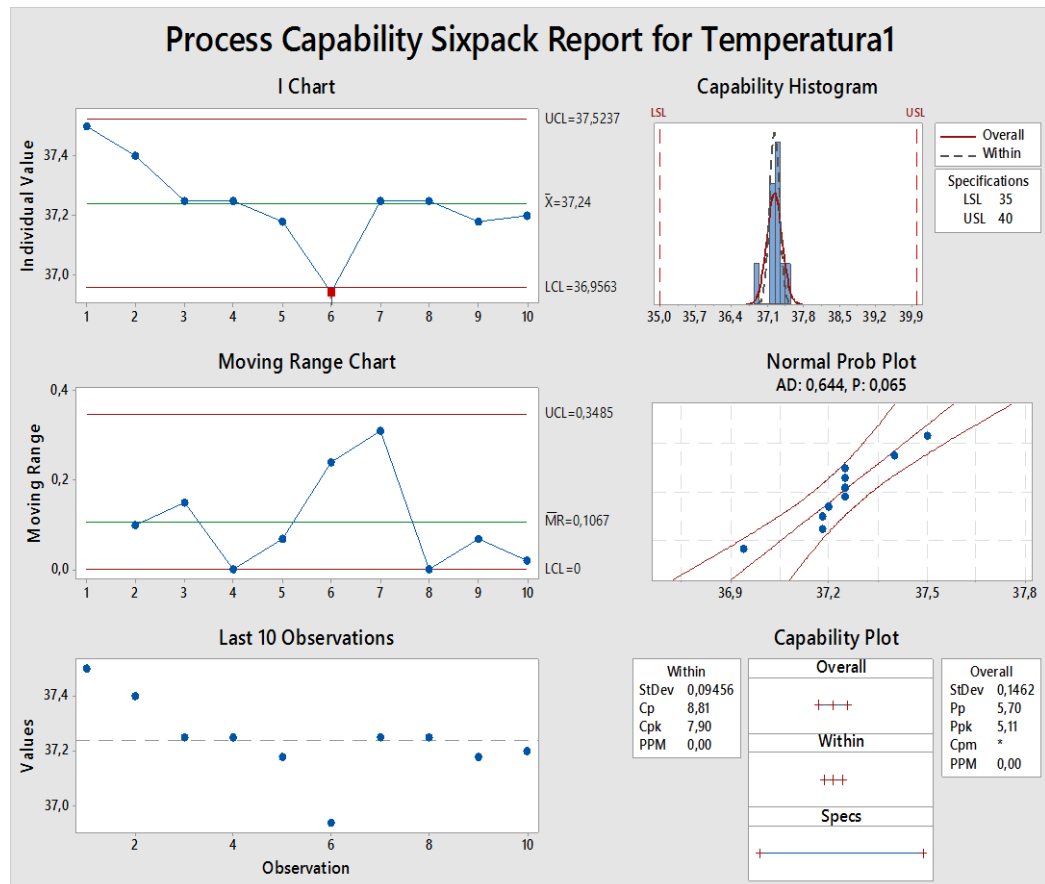 Process Capability Sixpack Report for Temperatura1
I Chart
Individual Value
37,4
37,2
37,0
1 2 3 4 5 6 7 8 9 10
UCL=37,5237
X̄=37,24
LCL=36,9563
Capability Histogram
LSL USL
35,0 35,7 36,4 37,1 37,8 38,5 39,2 39,9
Overall
Within
Specifications
LSL 35
USL 40
Moving Range Chart
Moving Range
0,4
0,2
0,0
1 2 3 4 5 6 7 8 9 10
UCL=0,3485
M̅R̅=0,1067
LCL=0
Normal Prob Plot
AD: 0,644, P: 0,065
36,9 37,2 37,5 37,8
Last 10 Observations
Values
37,4
37,2
37,0
2 4 6 8 10
Observation
Capability Plot
Within
StDev 0,09456
Cp 8,81
Cpk 7,90
PPM 0,00
Overall
Within
Specs
Overall
StDev 0,1462
Pp 5,70
Ppk 5,11
Cpm *
PPM 0,00